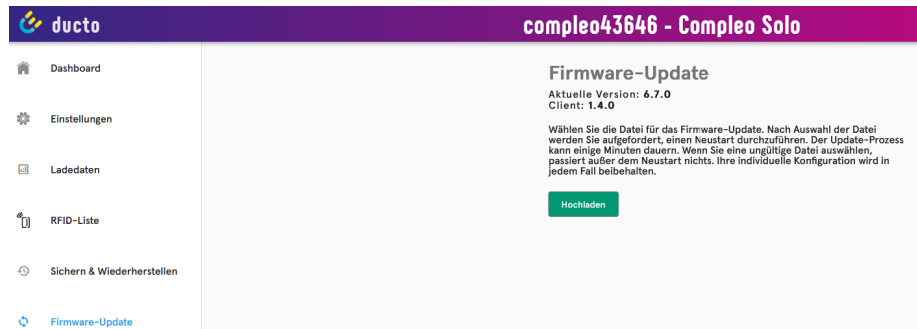 ducto
compleo43646 - Compleo Solo
Dashboard
Einstellungen
Ladedaten
RFID-Liste
Sichern & Wiederherstellen
Firmware-Update
Firmware-Update
Aktuelle Version: 6.7.0
Client: 1.4.0
Wählen Sie die Datei für das Firmware-Update. Nach Auswahl der Datei
werden Sie aufgefordert, einen Neustart durchzuführen. Der Update-Prozess
kann einige Minuten dauern. Wenn Sie eine ungültige Datei auswählen,
passiert außer dem Neustart nichts. Ihre individuelle Konfiguration wird in
jedem Fall beibehalten.
Hochladen